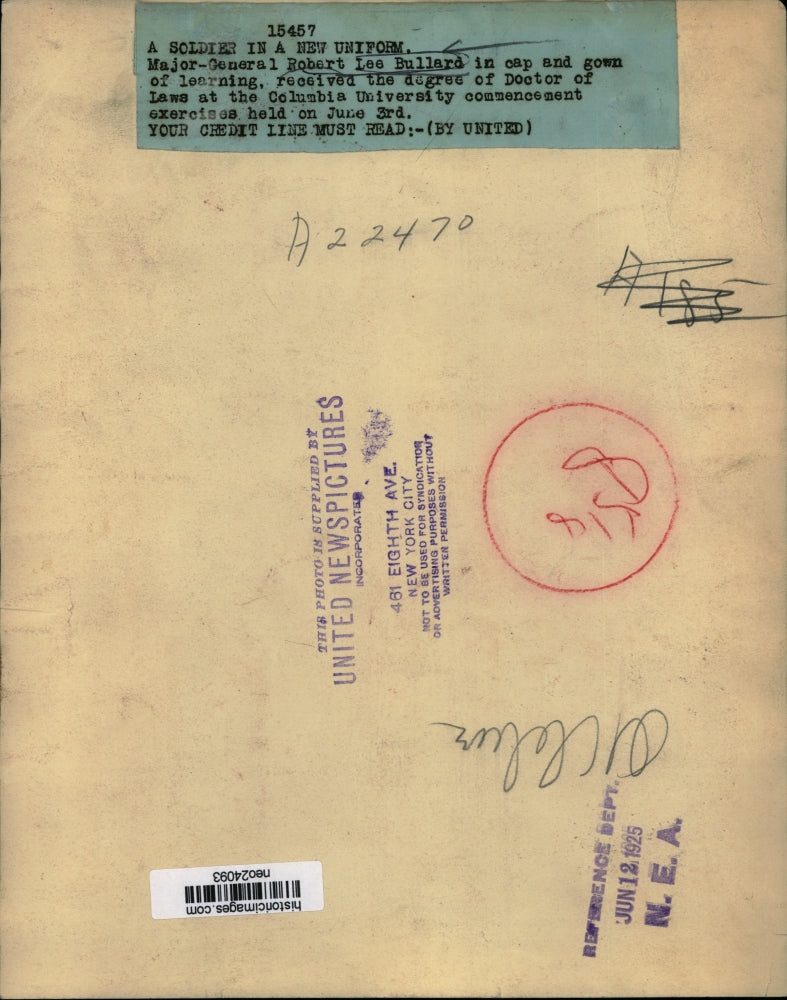 15457
A SOLDIER IN A NEW UNIFORM.
Major-General Robert Lee Bullard in cap and gown
of learning, received the degree of Doctor of
Laws at the Columbia University commencement
exercises held on June 3rd.
YOUR CREDIT LINE MUST READ:-(BY UNITED)
A 22470
THIS PHOTO IS SUPPLIED BY
UNITED NEWSPICTURES
INCORPORATED
461 EIGHTH AVE.
NEW YORK CITY
NOT TO BE USED FOR SYNDICATION
OR ADVERTISING PURPOSES WITHOUT
WRITTEN PERMISSION
REFERENCE DEPT.
JUN 12 1925
N. E. A.
historicimages.com
neo24093